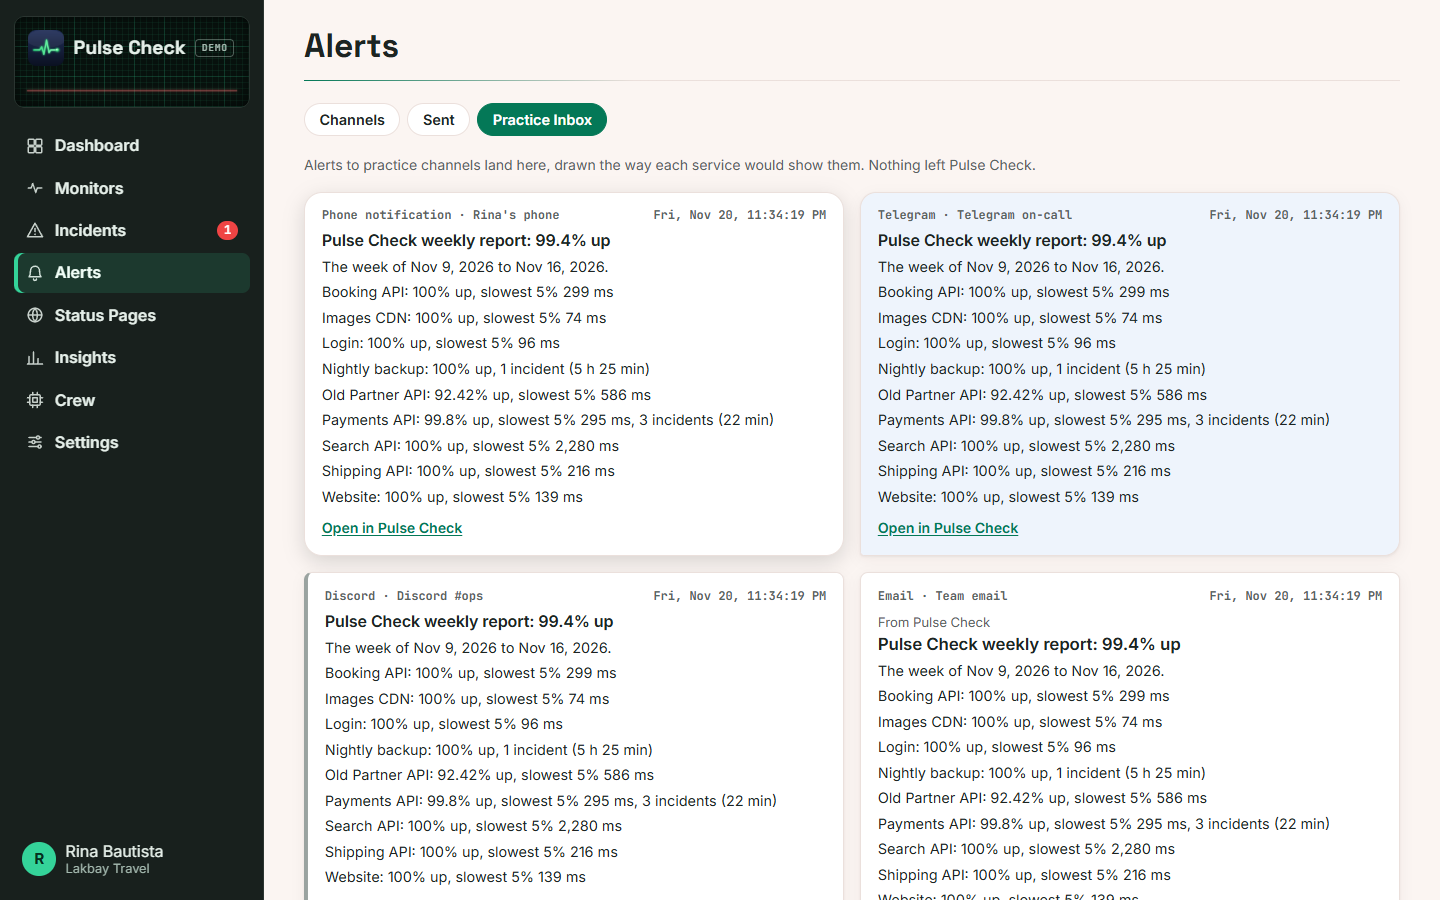 Pulse Check DEMO
Dashboard
Monitors
Incidents 1
Alerts
Status Pages
Insights
Crew
Settings
R Rina Bautista
Lakbay Travel
Alerts
Channels Sent Practice Inbox
Alerts to practice channels land here, drawn the way each service would show them. Nothing left Pulse Check.
Phone notification · Rina's phone Fri, Nov 20, 11:34:19 PM
Pulse Check weekly report: 99.4% up
The week of Nov 9, 2026 to Nov 16, 2026.
Booking API: 100% up, slowest 5% 299 ms
Images CDN: 100% up, slowest 5% 74 ms
Login: 100% up, slowest 5% 96 ms
Nightly backup: 100% up, 1 incident (5 h 25 min)
Old Partner API: 92.42% up, slowest 5% 586 ms
Payments API: 99.8% up, slowest 5% 295 ms, 3 incidents (22 min)
Search API: 100% up, slowest 5% 2,280 ms
Shipping API: 100% up, slowest 5% 216 ms
Website: 100% up, slowest 5% 139 ms
Open in Pulse Check
Telegram · Telegram on-call Fri, Nov 20, 11:34:19 PM
Pulse Check weekly report: 99.4% up
The week of Nov 9, 2026 to Nov 16, 2026.
Booking API: 100% up, slowest 5% 299 ms
Images CDN: 100% up, slowest 5% 74 ms
Login: 100% up, slowest 5% 96 ms
Nightly backup: 100% up, 1 incident (5 h 25 min)
Old Partner API: 92.42% up, slowest 5% 586 ms
Payments API: 99.8% up, slowest 5% 295 ms, 3 incidents (22 min)
Search API: 100% up, slowest 5% 2,280 ms
Shipping API: 100% up, slowest 5% 216 ms
Website: 100% up, slowest 5% 139 ms
Open in Pulse Check
Discord · Discord #ops Fri, Nov 20, 11:34:19 PM
Pulse Check weekly report: 99.4% up
The week of Nov 9, 2026 to Nov 16, 2026.
Booking API: 100% up, slowest 5% 299 ms
Images CDN: 100% up, slowest 5% 74 ms
Login: 100% up, slowest 5% 96 ms
Nightly backup: 100% up, 1 incident (5 h 25 min)
Old Partner API: 92.42% up, slowest 5% 586 ms
Payments API: 99.8% up, slowest 5% 295 ms, 3 incidents (22 min)
Search API: 100% up, slowest 5% 2,280 ms
Shipping API: 100% up, slowest 5% 216 ms
Website: 100% up, slowest 5% 139 ms
Email · Team email Fri, Nov 20, 11:34:19 PM
From Pulse Check
Pulse Check weekly report: 99.4% up
The week of Nov 9, 2026 to Nov 16, 2026.
Booking API: 100% up, slowest 5% 299 ms
Images CDN: 100% up, slowest 5% 74 ms
Login: 100% up, slowest 5% 96 ms
Nightly backup: 100% up, 1 incident (5 h 25 min)
Old Partner API: 92.42% up, slowest 5% 586 ms
Payments API: 99.8% up, slowest 5% 295 ms, 3 incidents (22 min)
Search API: 100% up, slowest 5% 2,280 ms
Shipping API: 100% up, slowest 5% 216 ms
Website: 100% up, slowest 5% 139 ms